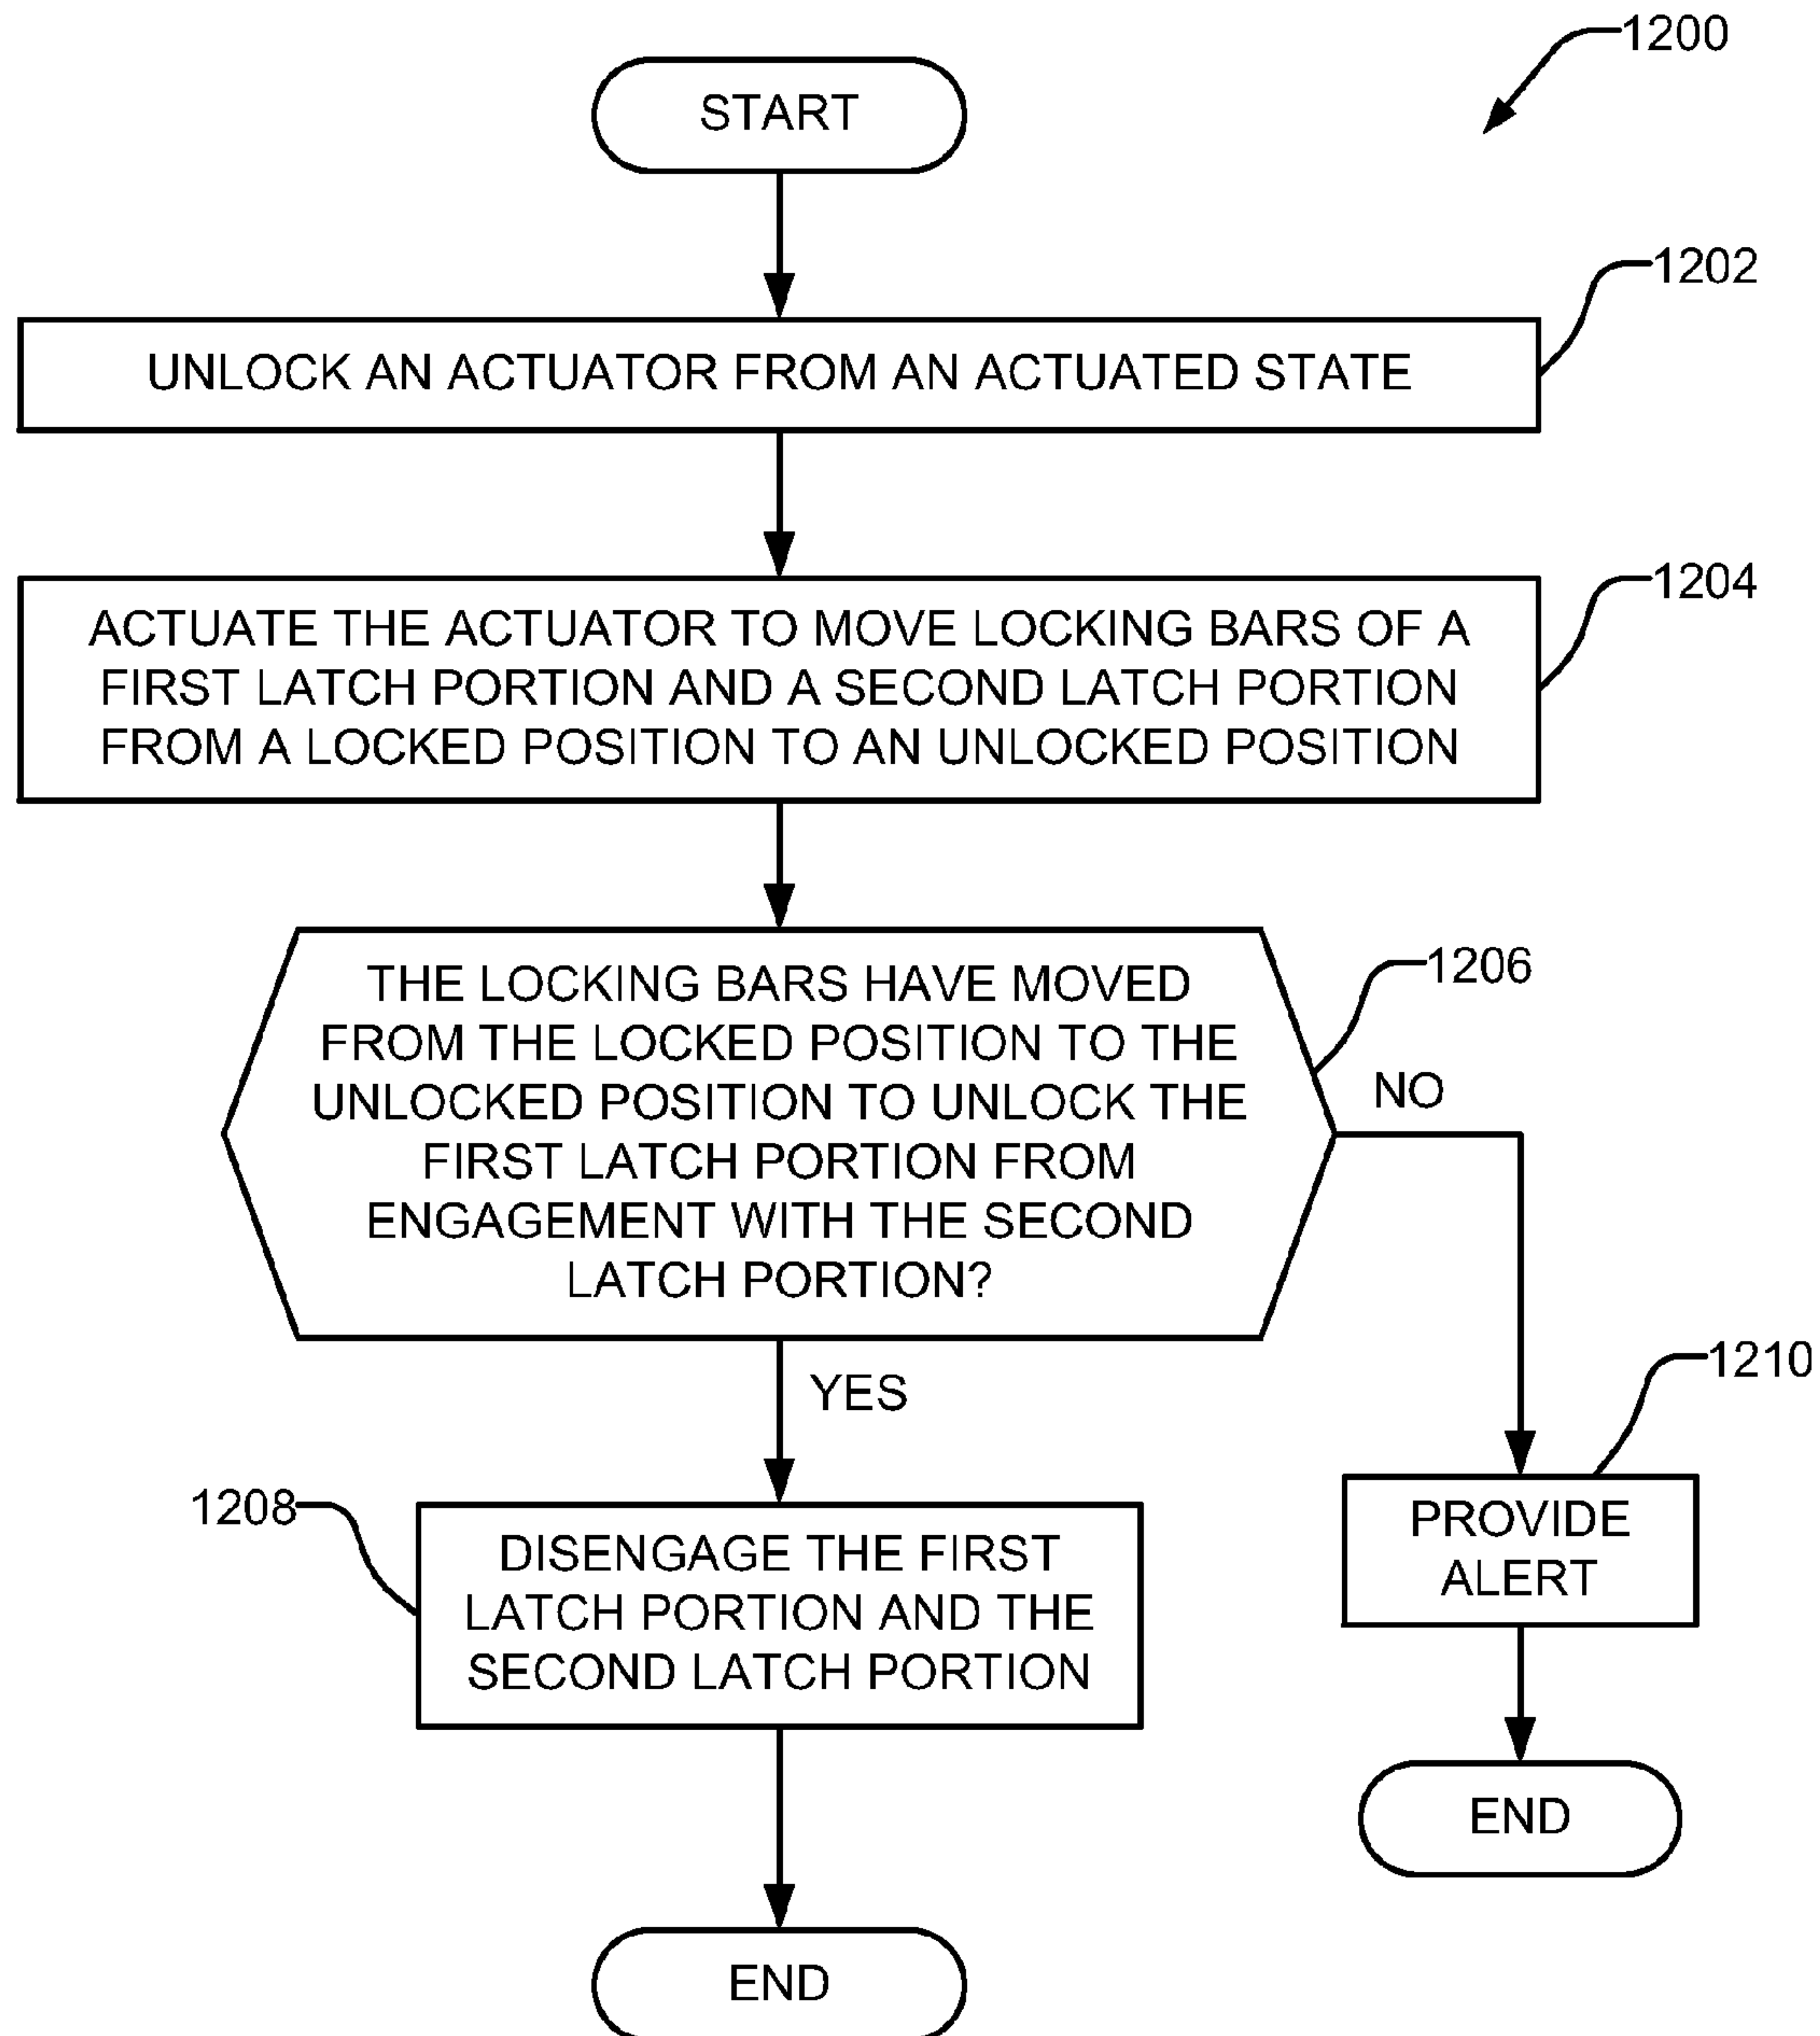 1200
START
1202
UNLOCK AN ACTUATOR FROM AN ACTUATED STATE
1204
ACTUATE THE ACTUATOR TO MOVE LOCKING BARS OF A
FIRST LATCH PORTION AND A SECOND LATCH PORTION
FROM A LOCKED POSITION TO AN UNLOCKED POSITION
1206
THE LOCKING BARS HAVE MOVED
FROM THE LOCKED POSITION TO THE
UNLOCKED POSITION TO UNLOCK THE
FIRST LATCH PORTION FROM
ENGAGEMENT WITH THE SECOND
LATCH PORTION?
NO
YES
1210
1208
DISENGAGE THE FIRST
LATCH PORTION AND THE
SECOND LATCH PORTION
PROVIDE
ALERT
END
END